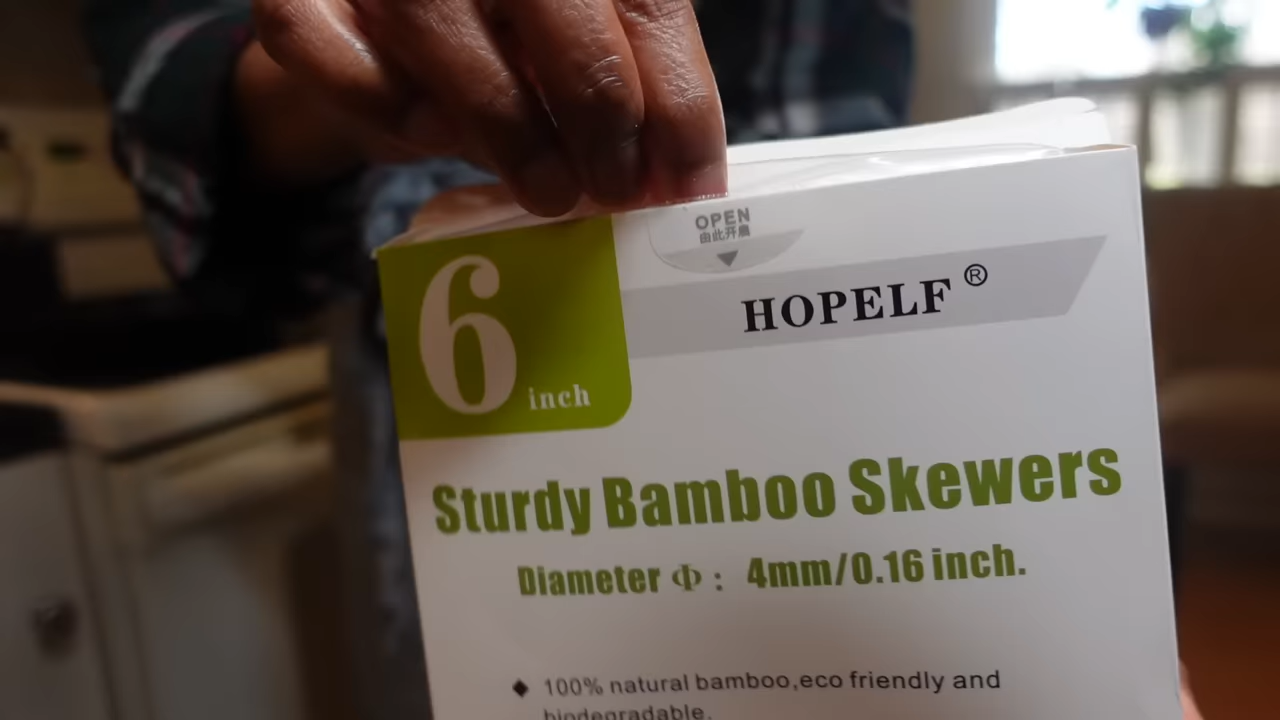 OPEN
由此开启
HOPELF®
6
inch
Sturdy Bamboo Skewers
Diameter Φ : 4mm/0.16 inch.
◆ 100% natural bamboo,eco friendly and
biodegradable.